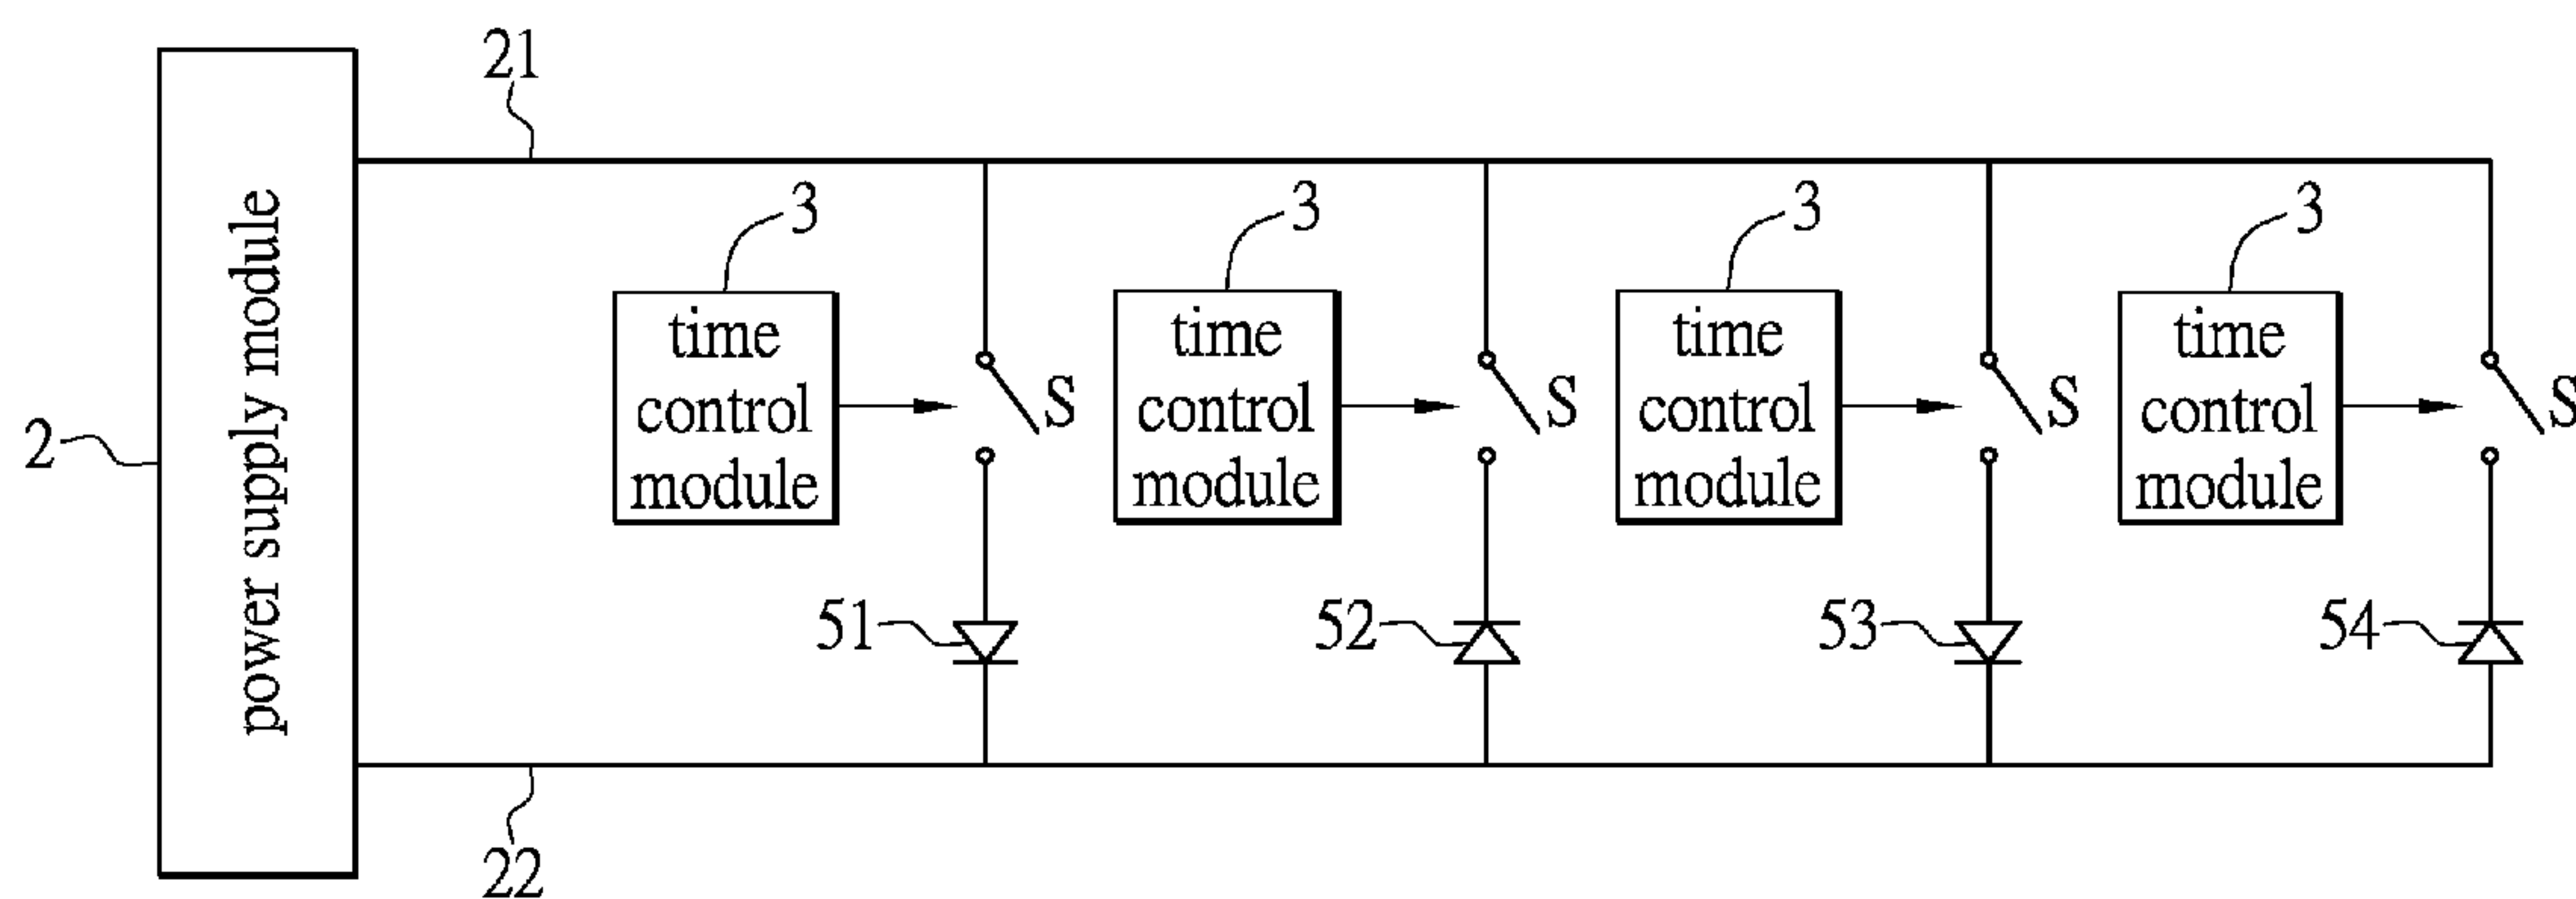 21
3
3
3
3
power supply module
time
control
module
time
control
module
time
control
module
time
control
module
S
S
S
S
2
51
52
53
54
22